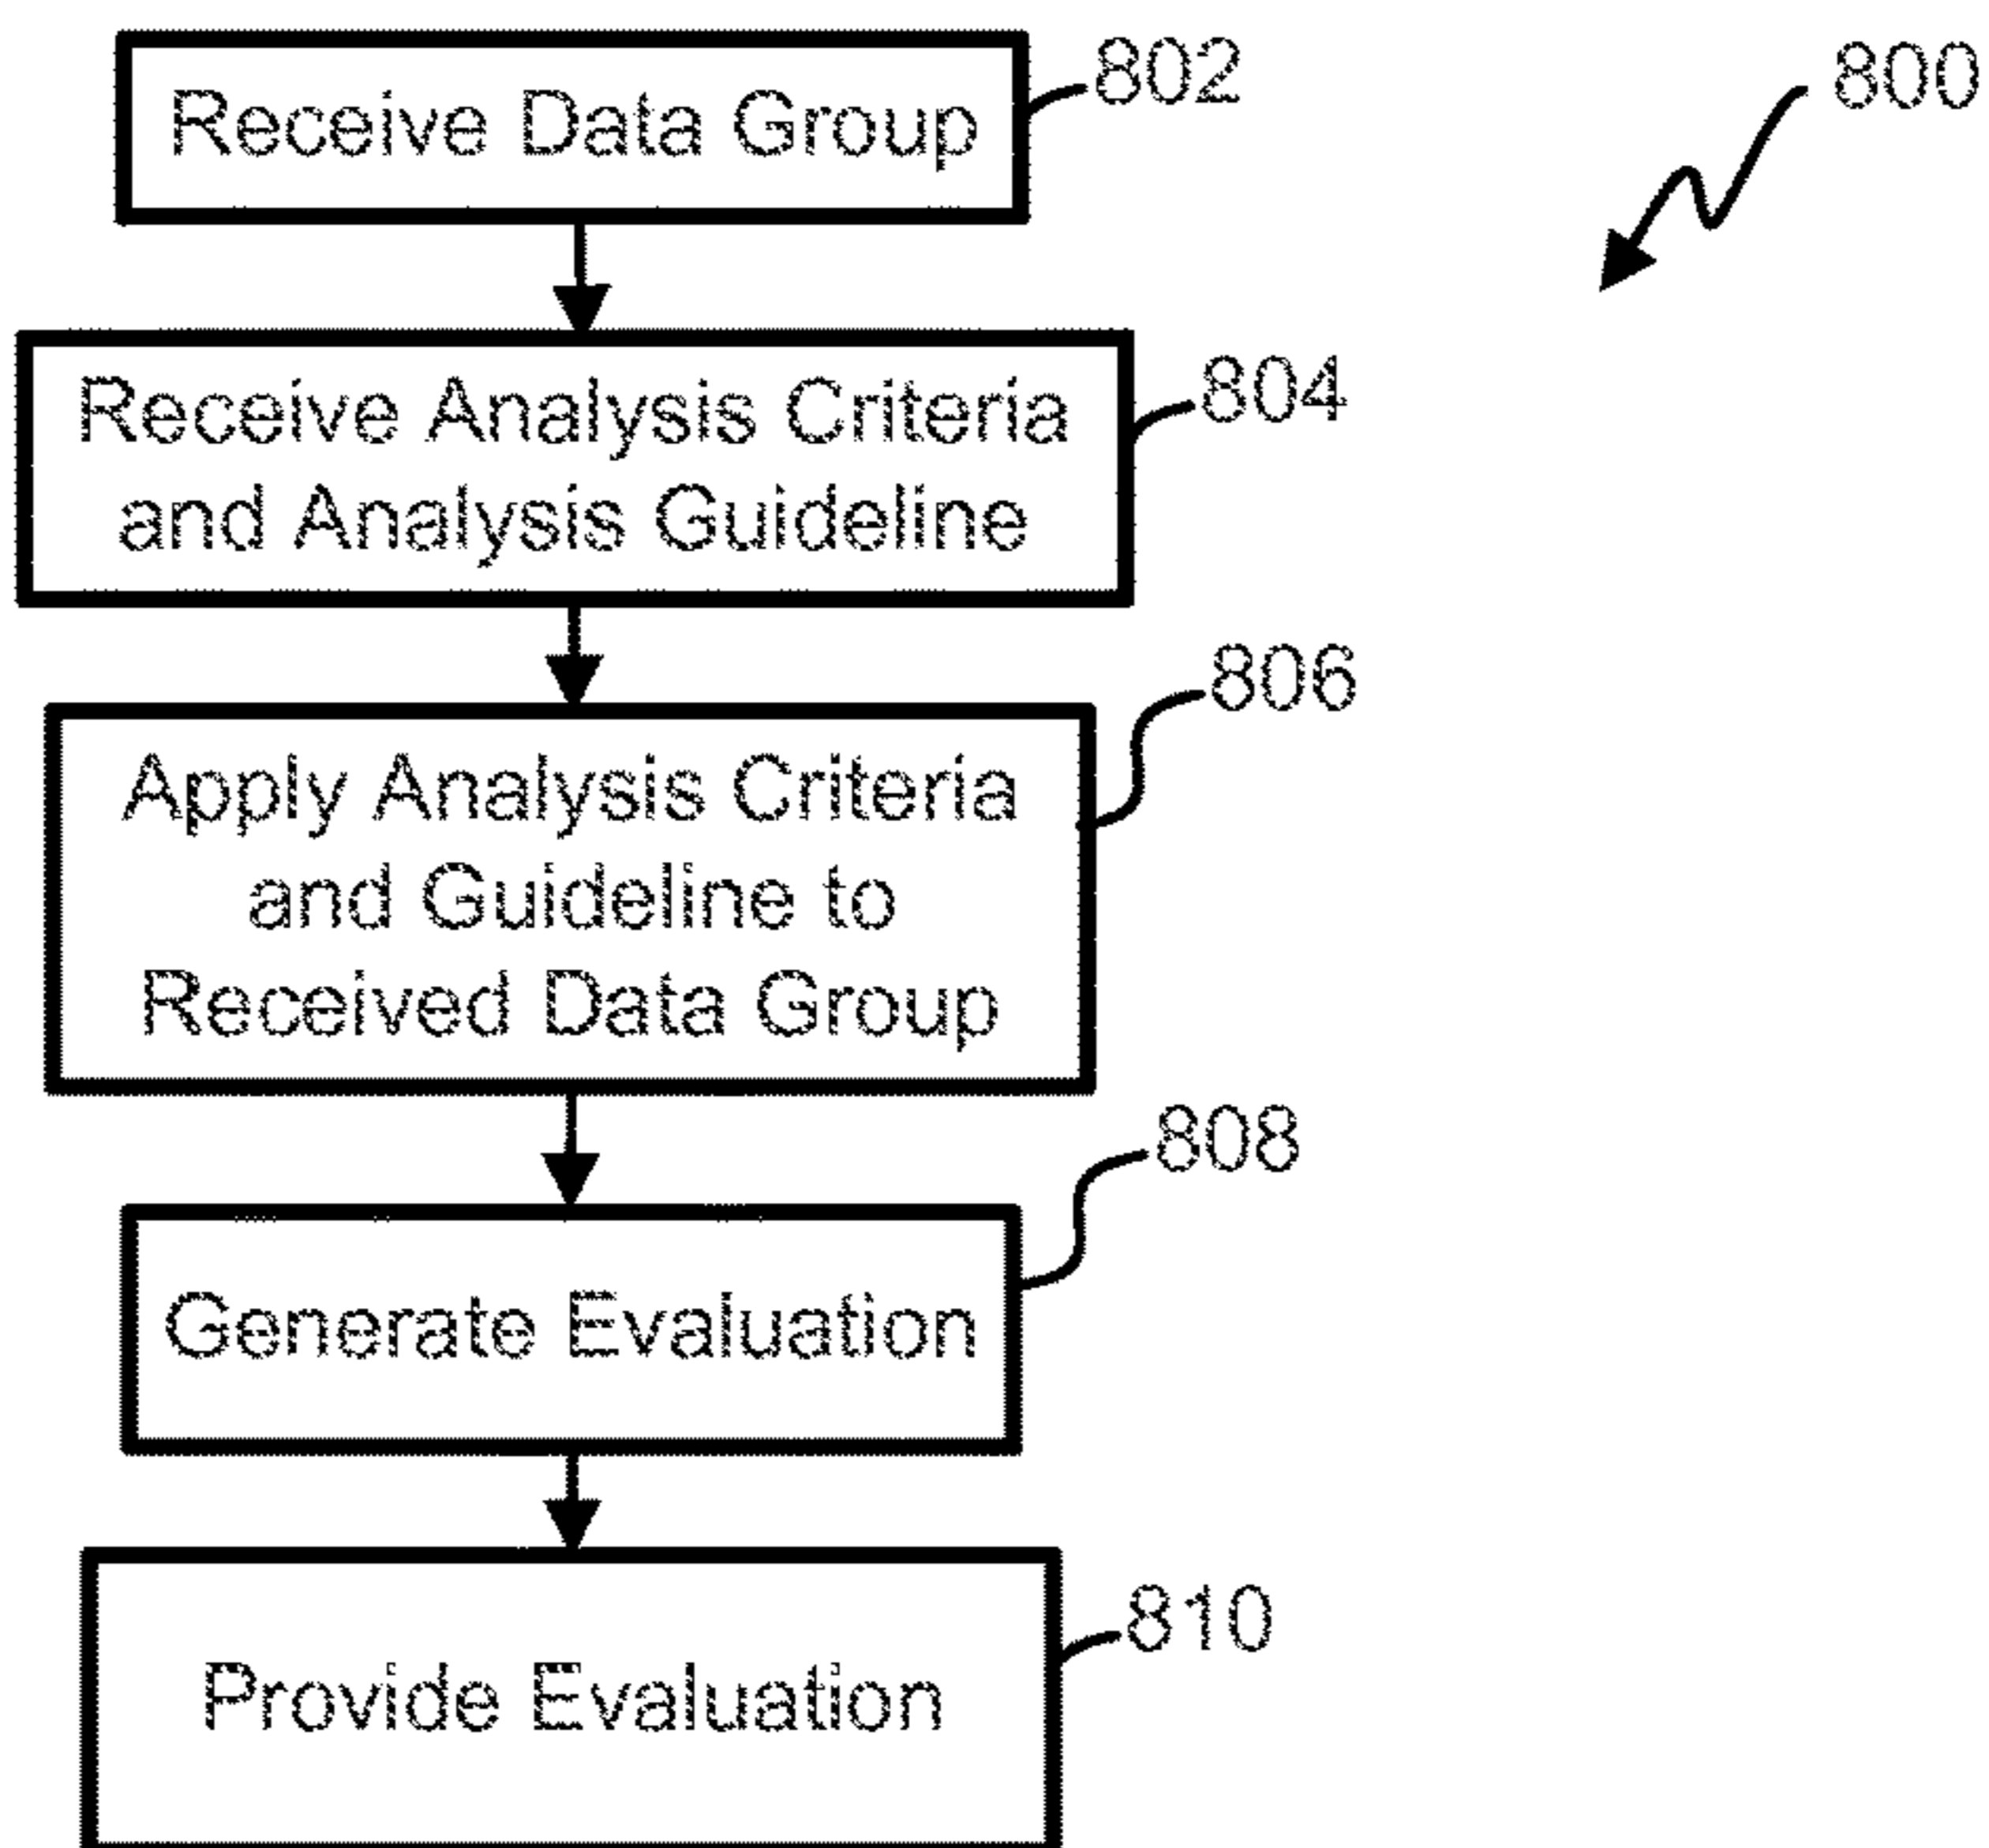 Receive Data Group
802
800
Receive Analysis Criteria
and Analysis Guideline
804
806
Apply Analysis Criteria
and Guideline to
Received Data Group
808
Generate Evaluation
810
Provide Evaluation